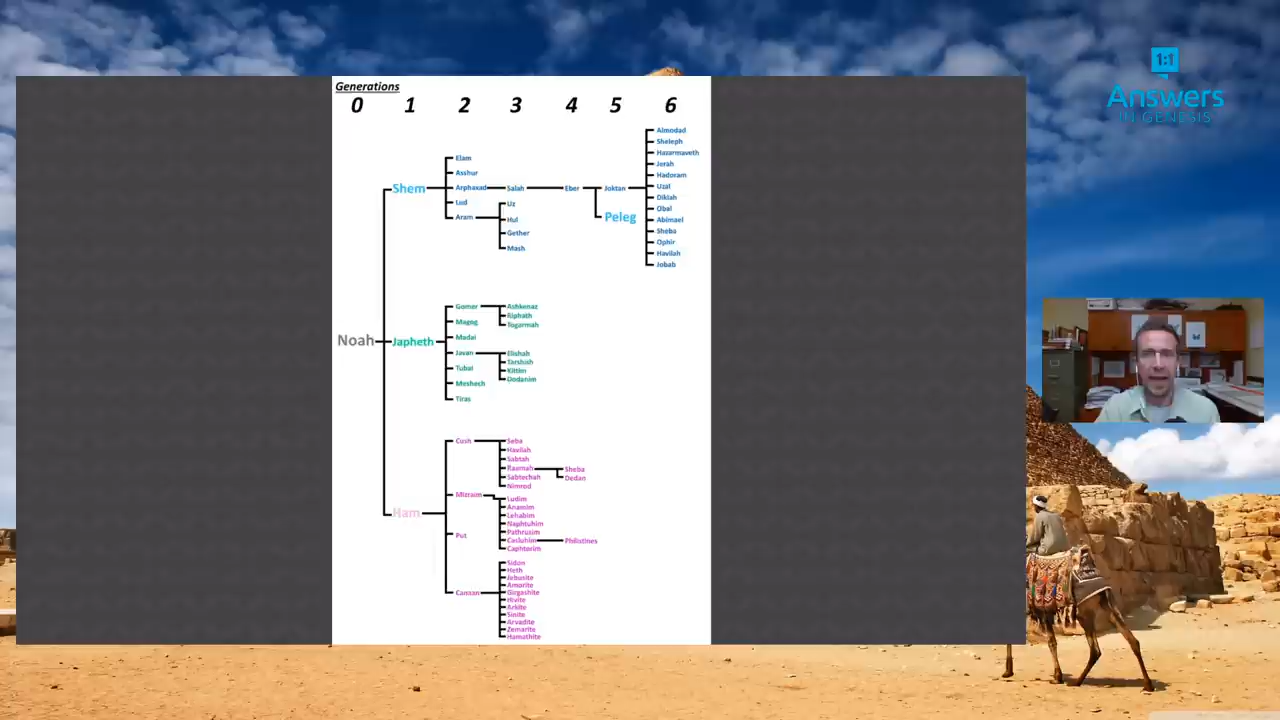 Generations
0 1 2 3 4 5 6
Noah
Shem
Elam
Asshur
Arphaxad
Lud
Aram
Salah
Uz
Hul
Gether
Mash
Eber
Joktan
Peleg
Almodad
Sheleph
Hazarmaveth
Jerah
Hadoram
Uzal
Diklah
Obal
Abimael
Sheba
Ophir
Havilah
Jobab
Japheth
Gomer
Magog
Madai
Javan
Tubal
Meshech
Tiras
Ashkenaz
Riphath
Togarmah
Elishah
Tarshish
Kittim
Dodanim
Ham
Cush
Mizraim
Put
Canaan
Seba
Havilah
Sabtah
Raamah
Sabtechah
Nimrod
Sheba
Dedan
Ludim
Anamim
Lehabim
Naphtuhim
Pathrusim
Casluhim
Caphtorim
Philistines
Sidon
Heth
Jebusite
Amorite
Girgashite
Hivite
Arkite
Sinite
Arvadite
Zemarite
Hamathite
1:1
Answers
IN GENESIS